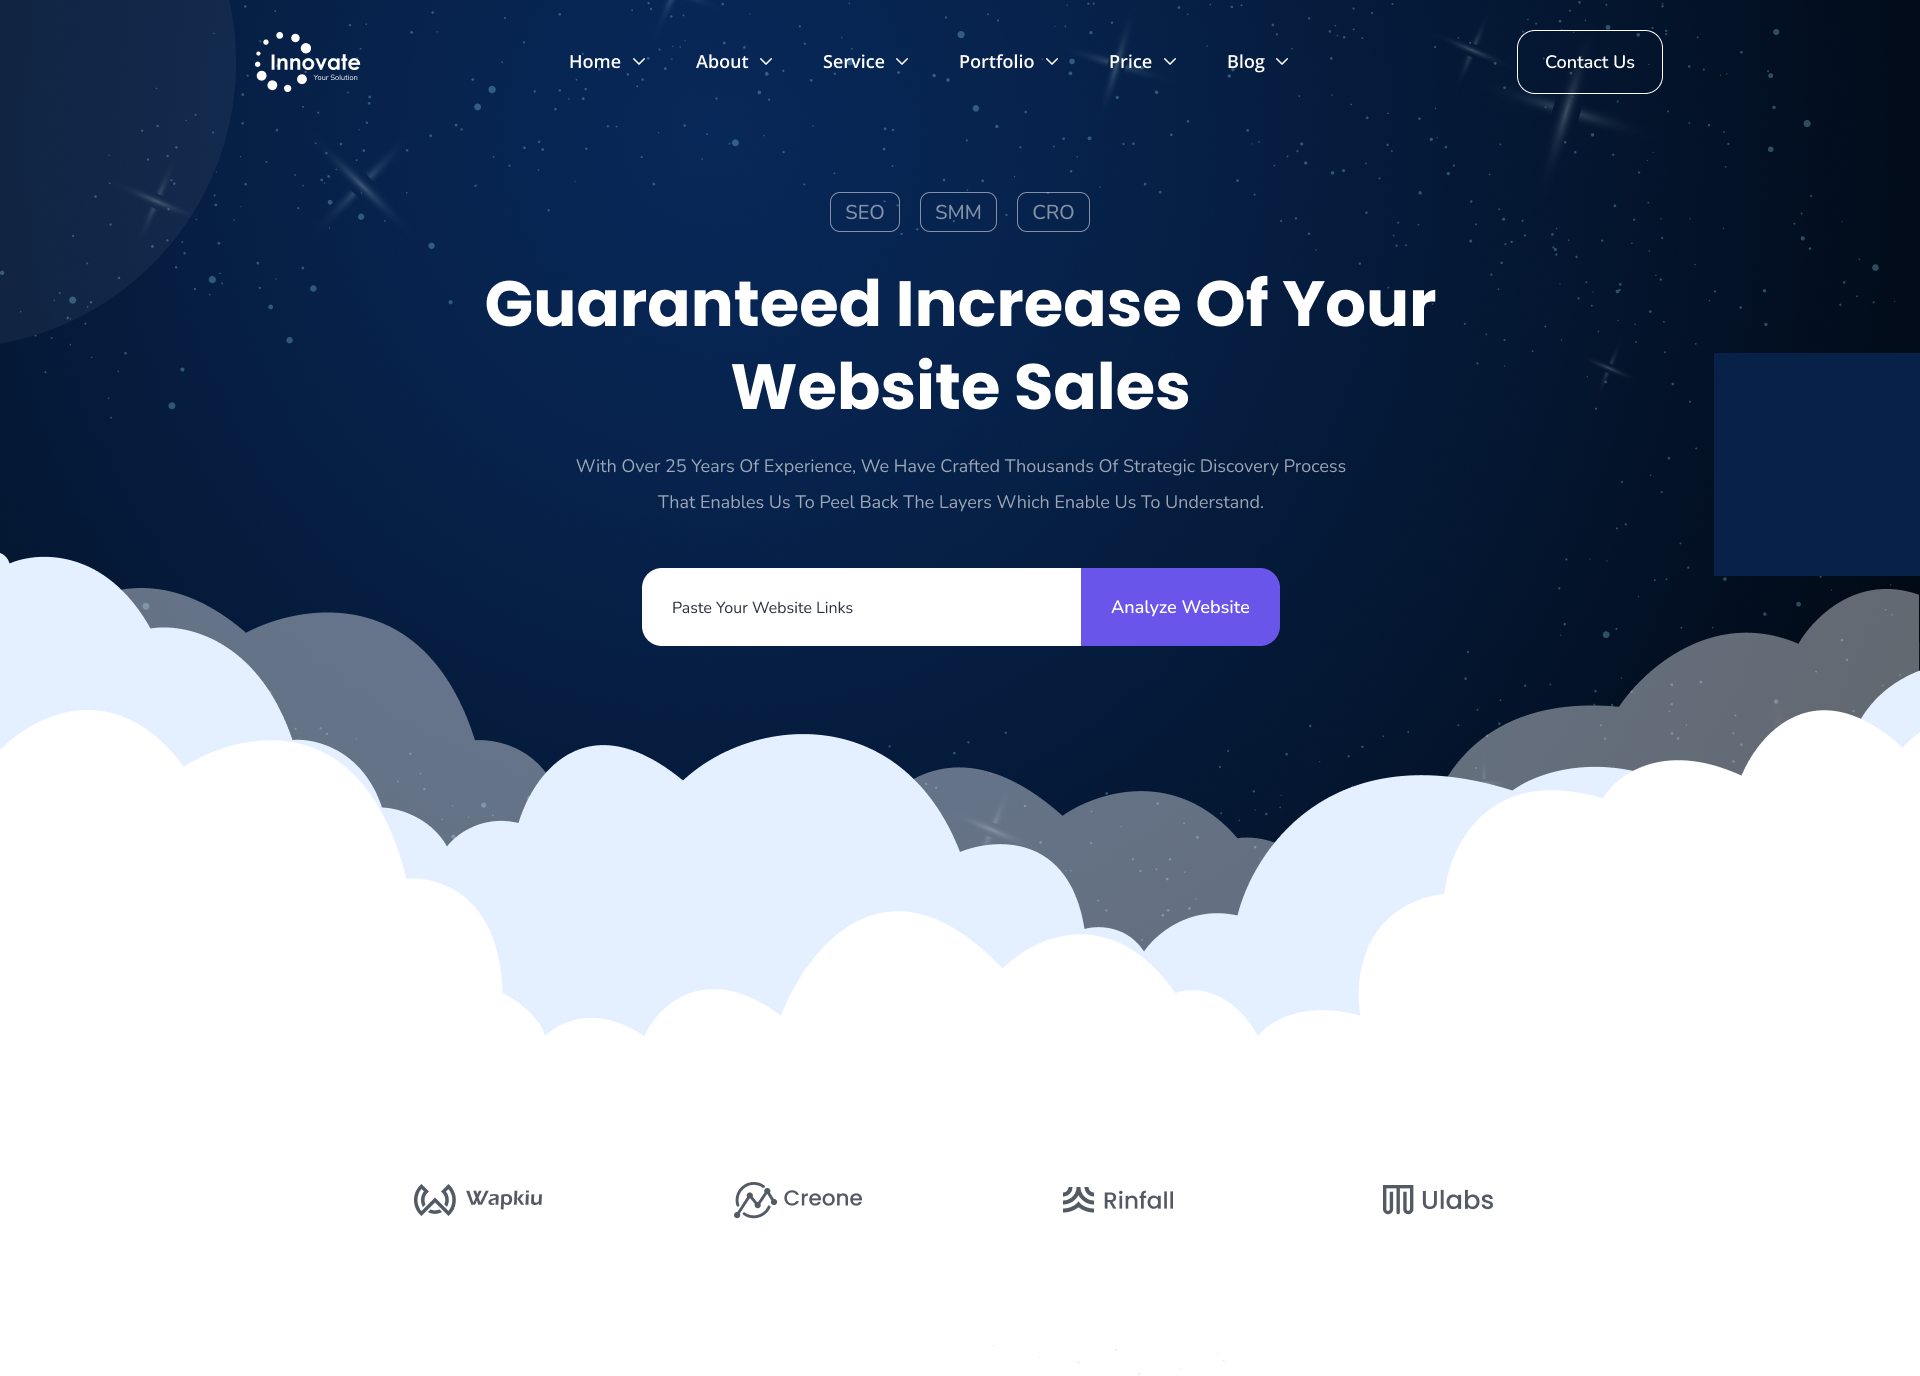 Innovate
Your Solution
Home
About
Service
Portfolio
Price
Blog
Contact Us
SEO
SMM
CRO
Guaranteed Increase Of Your
Website Sales
With Over 25 Years Of Experience, We Have Crafted Thousands Of Strategic Discovery Process
That Enables Us To Peel Back The Layers Which Enable Us To Understand.
Paste Your Website Links
Analyze Website
Wapkiu
Creone
Rinfall
Ulabs